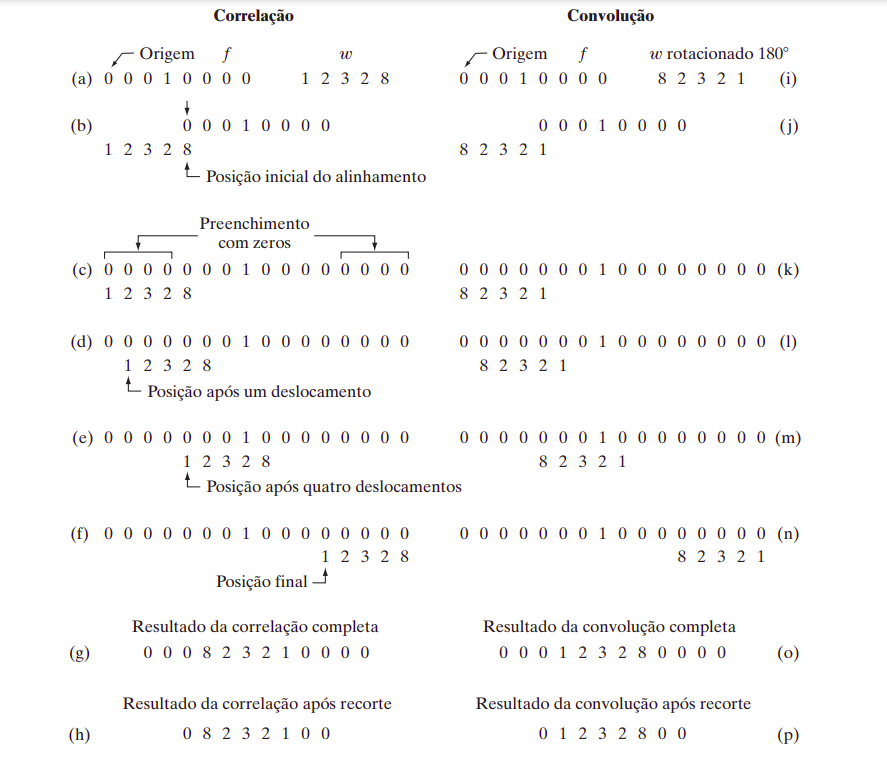 Correlação Convolução
Origem f w Origem f w rotacionado 180°
(a) 0 0 0 1 0 0 0 0 1 2 3 2 8 0 0 0 1 0 0 0 0 8 2 3 2 1 (i)
(b) 0 0 0 1 0 0 0 0 0 0 0 1 0 0 0 0 (j)
1 2 3 2 8 8 2 3 2 1
Posição inicial do alinhamento
Preenchimento
com zeros
(c) 0 0 0 0 0 0 0 1 0 0 0 0 0 0 0 0 0 0 0 0 0 0 0 1 0 0 0 0 0 0 0 0 (k)
1 2 3 2 8 8 2 3 2 1
(d) 0 0 0 0 0 0 0 1 0 0 0 0 0 0 0 0 0 0 0 0 0 0 0 1 0 0 0 0 0 0 0 0 (l)
1 2 3 2 8 8 2 3 2 1
Posição após um deslocamento
(e) 0 0 0 0 0 0 0 1 0 0 0 0 0 0 0 0 0 0 0 0 0 0 0 1 0 0 0 0 0 0 0 0 (m)
1 2 3 2 8 8 2 3 2 1
Posição após quatro deslocamentos
(f) 0 0 0 0 0 0 0 1 0 0 0 0 0 0 0 0 0 0 0 0 0 0 0 1 0 0 0 0 0 0 0 0 (n)
1 2 3 2 8 8 2 3 2 1
Posição final
Resultado da correlação completa Resultado da convolução completa
(g) 0 0 0 8 2 3 2 1 0 0 0 0 0 0 0 1 2 3 2 8 0 0 0 0 (o)
Resultado da correlação após recorte Resultado da convolução após recorte
(h) 0 8 2 3 2 1 0 0 0 1 2 3 2 8 0 0 (p)